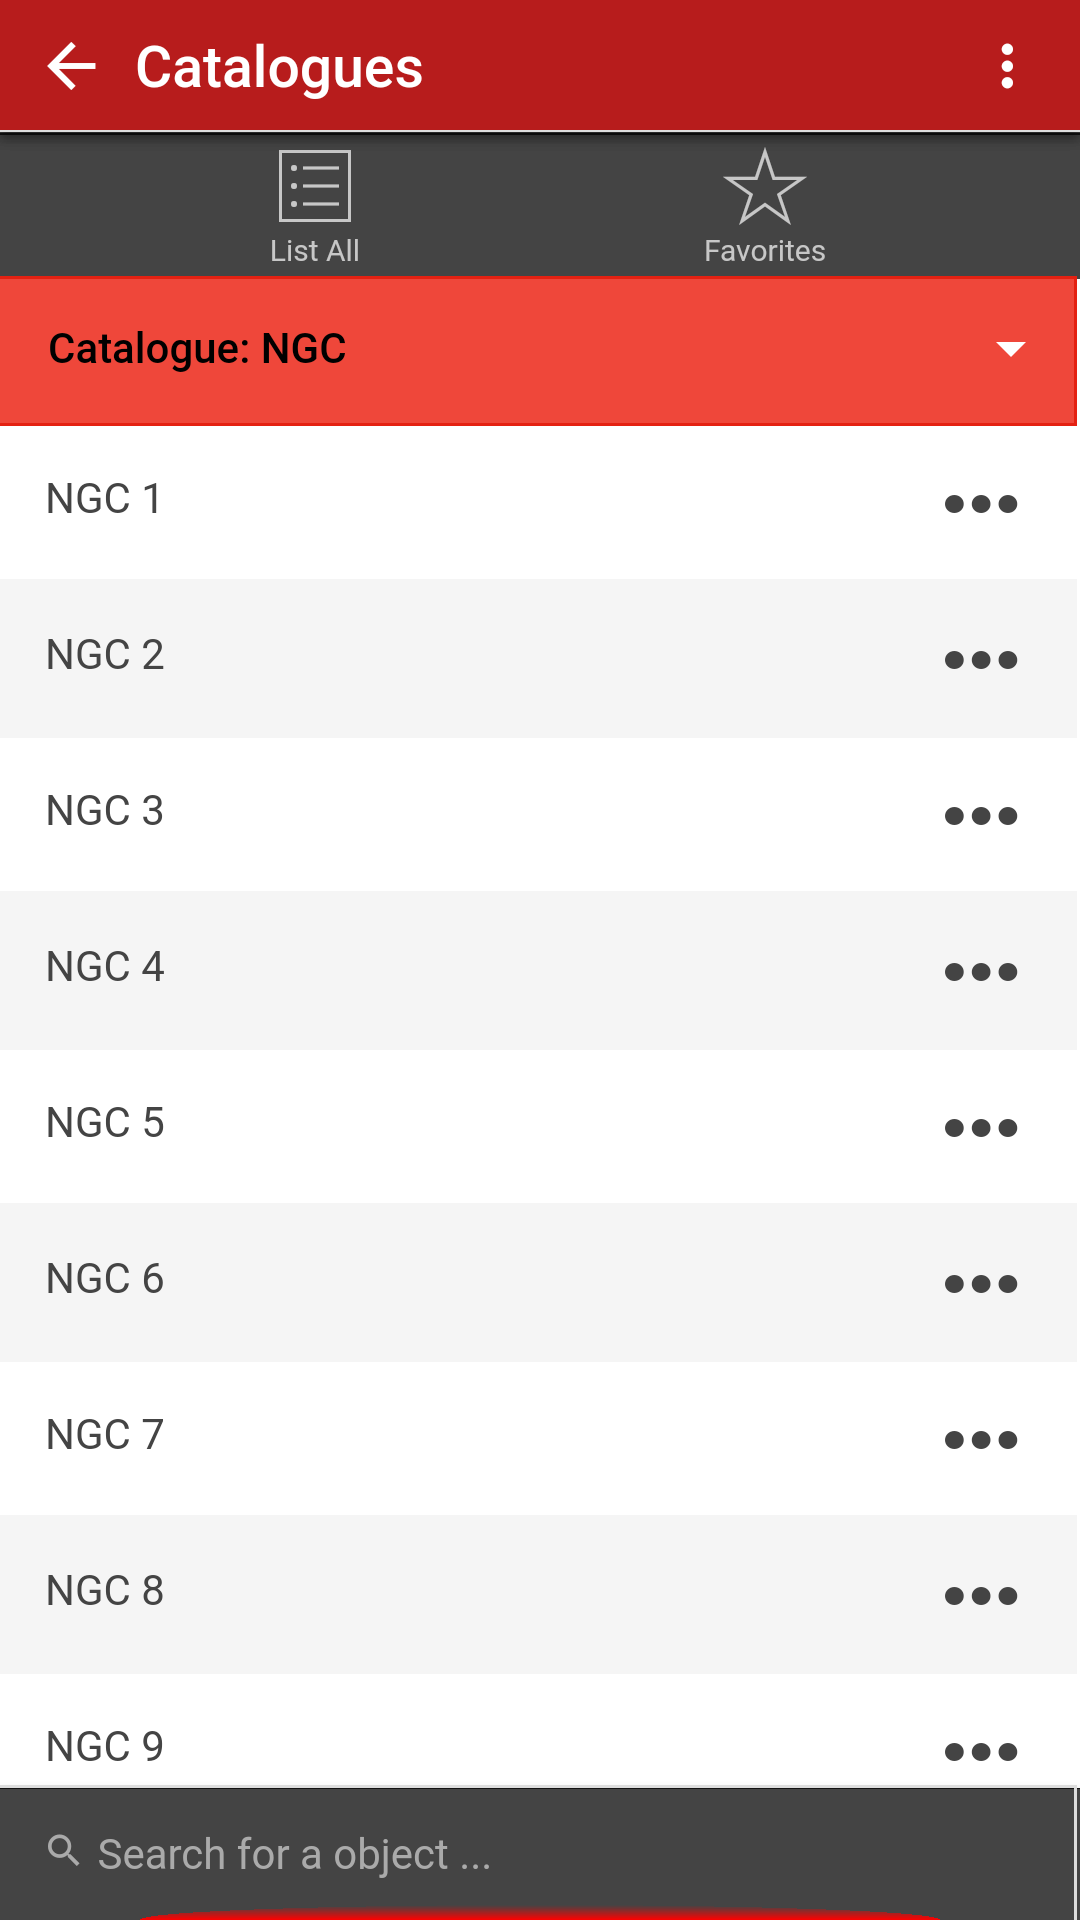 Catalogues
List All
Favorites
Catalogue: NGC
NGC 1
NGC 2
NGC 3
NGC 4
NGC 5
NGC 6
NGC 7
NGC 8
NGC 9
Search for a object ...